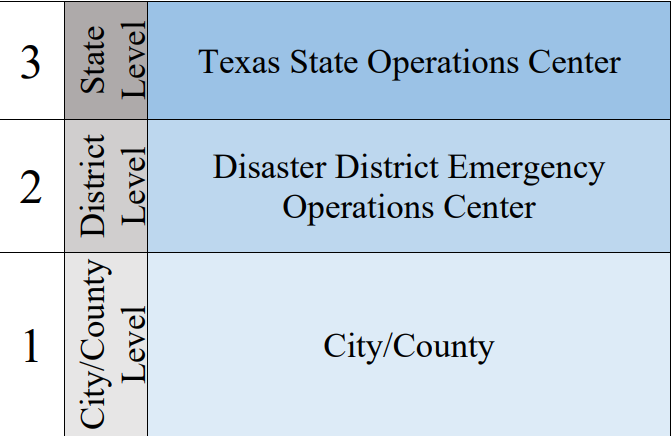 3
State
Level
Texas State Operations Center
2
District
Level
Disaster District Emergency
Operations Center
1
City/County
Level
City/County